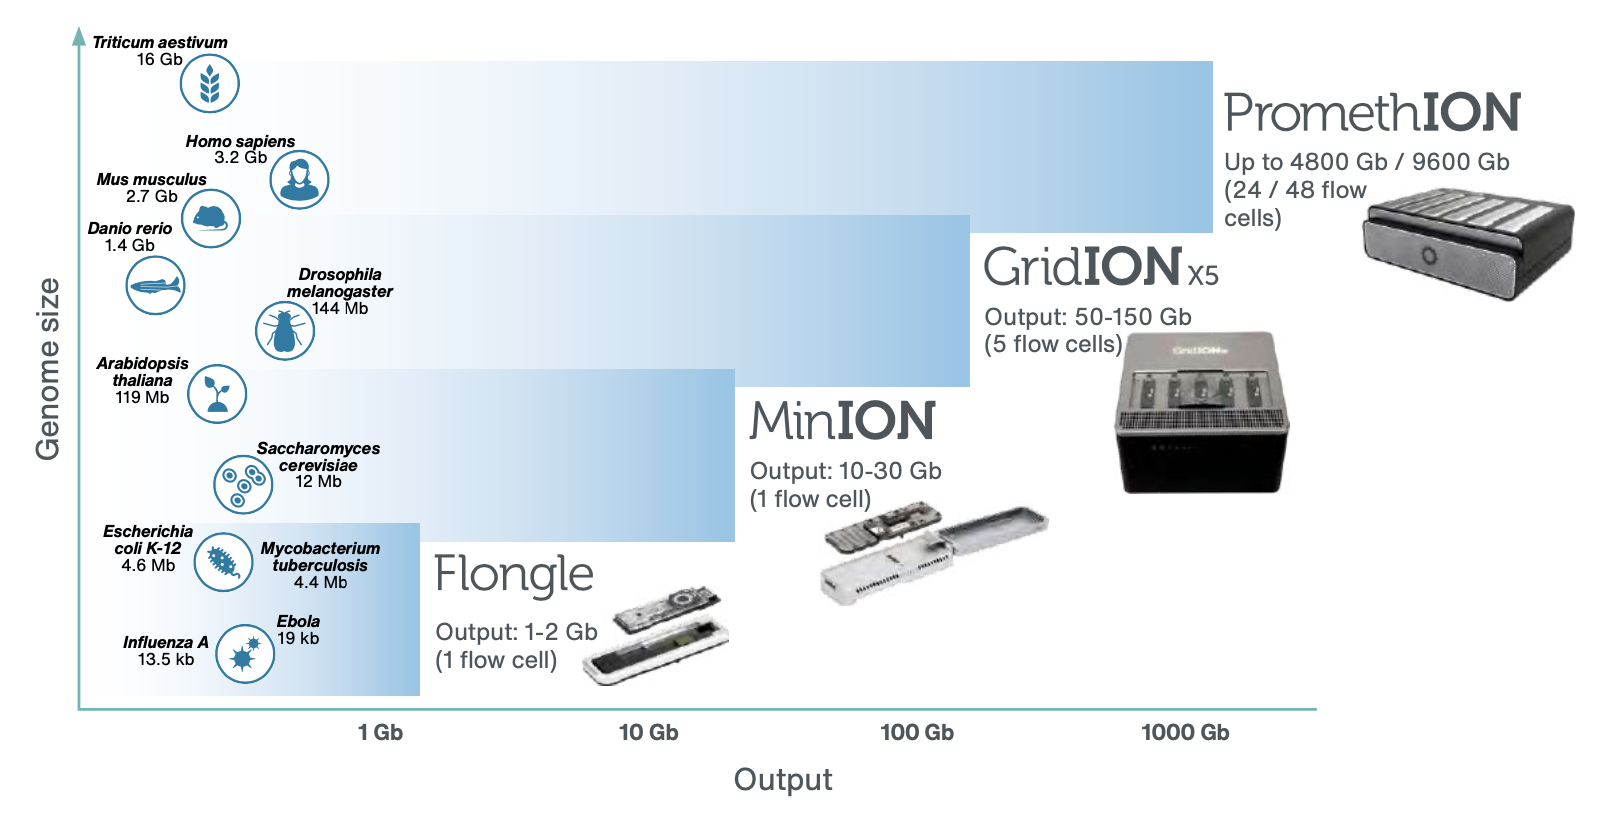 Triticum aestivum
16 Gb
Homo sapiens
3.2 Gb
Mus musculus
2.7 Gb
Danio rerio
1.4 Gb
Drosophila
melanogaster
144 Mb
Arabidopsis
thaliana
119 Mb
Saccharomyces
cerevisiae
12 Mb
Escherichia
coli K-12
4.6 Mb
Mycobacterium
tuberculosis
4.4 Mb
Ebola
19 kb
Influenza A
13.5 kb
PromethION
Up to 4800 Gb / 9600 Gb
(24 / 48 flow
cells)
GridION X5
Output: 50-150 Gb
(5 flow cells)
GridION
MinION
Output: 10-30 Gb
(1 flow cell)
Flongle
Output: 1-2 Gb
(1 flow cell)
Genome size
1 Gb
10 Gb
100 Gb
1000 Gb
Output